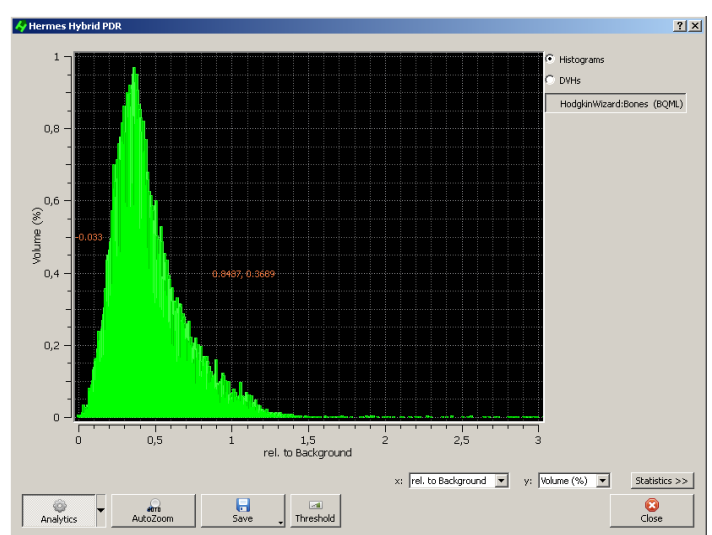 Hermes Hybrid PDR
? x
1
0,8
0,6
0,4
0,2
0
Volume (%)
-0.033
0.8437, 0.3669
0
0,5
1
1,5
2
2,5
3
rel. to Background
Histograms
DVHs
HodgkinWizard:Bones (BQML)
x: rel. to Background y: Volume (%) Statistics >>
Analytics AutoZoom Save Threshold Close